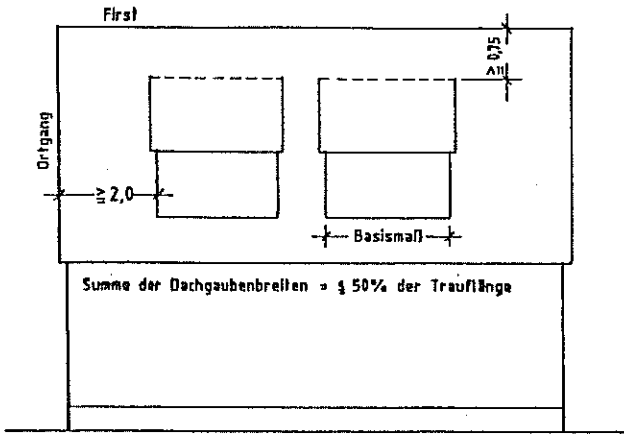 First
≥ 0,75
Ortgang
≥ 2,0
Basismaß
Summe der Dachgaubenbreiten = ≦ 50% der Trauflänge